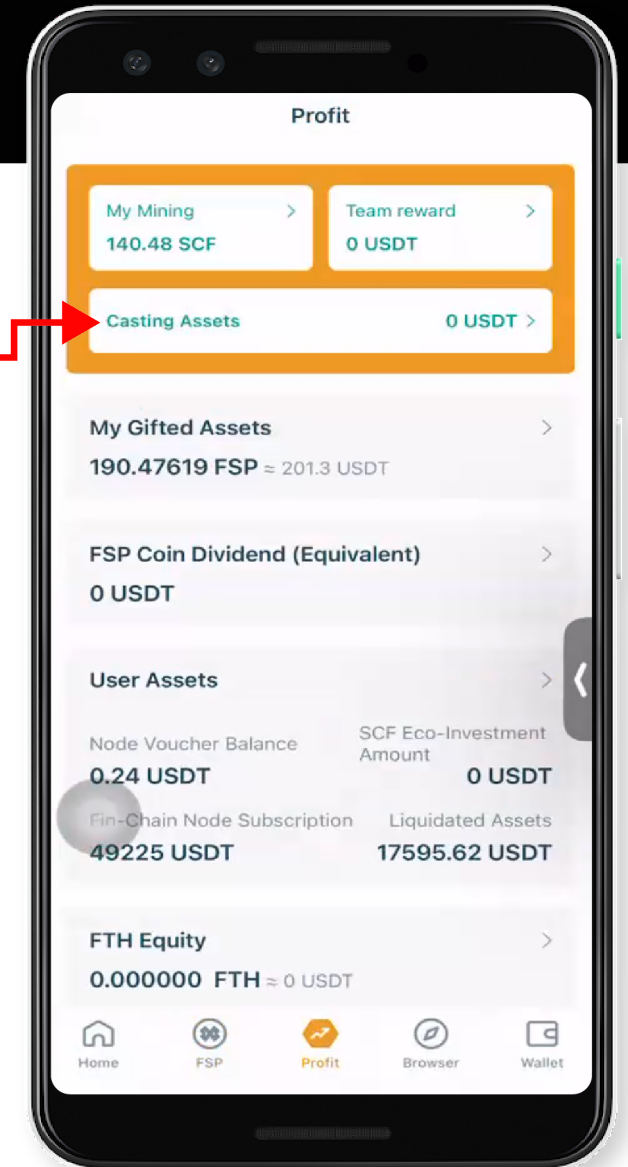 Profit
My Mining
140.48 SCF
Team reward
0 USDT
Casting Assets 0 USDT
My Gifted Assets
190.47619 FSP ≈ 201.3 USDT
FSP Coin Dividend (Equivalent)
0 USDT
User Assets
Node Voucher Balance
0.24 USDT
SCF Eco-Investment
Amount
0 USDT
Fin-Chain Node Subscription
49225 USDT
Liquidated Assets
17595.62 USDT
FTH Equity
0.000000 FTH ≈ 0 USDT
Home FSP Profit Browser Wallet